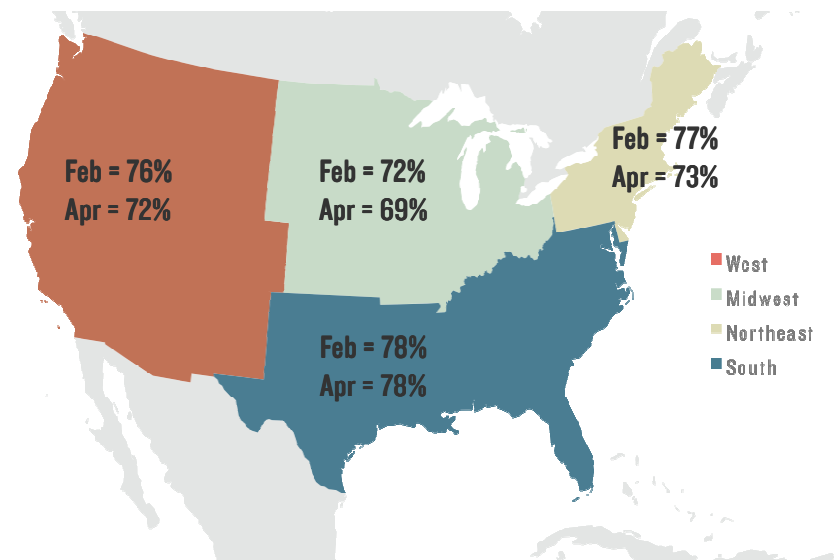 Feb = 77%
Apr = 73%
Feb = 76%
Apr = 72%
Feb = 72%
Apr = 69%
Feb = 78%
Apr = 78%
West
Midwest
Northeast
South